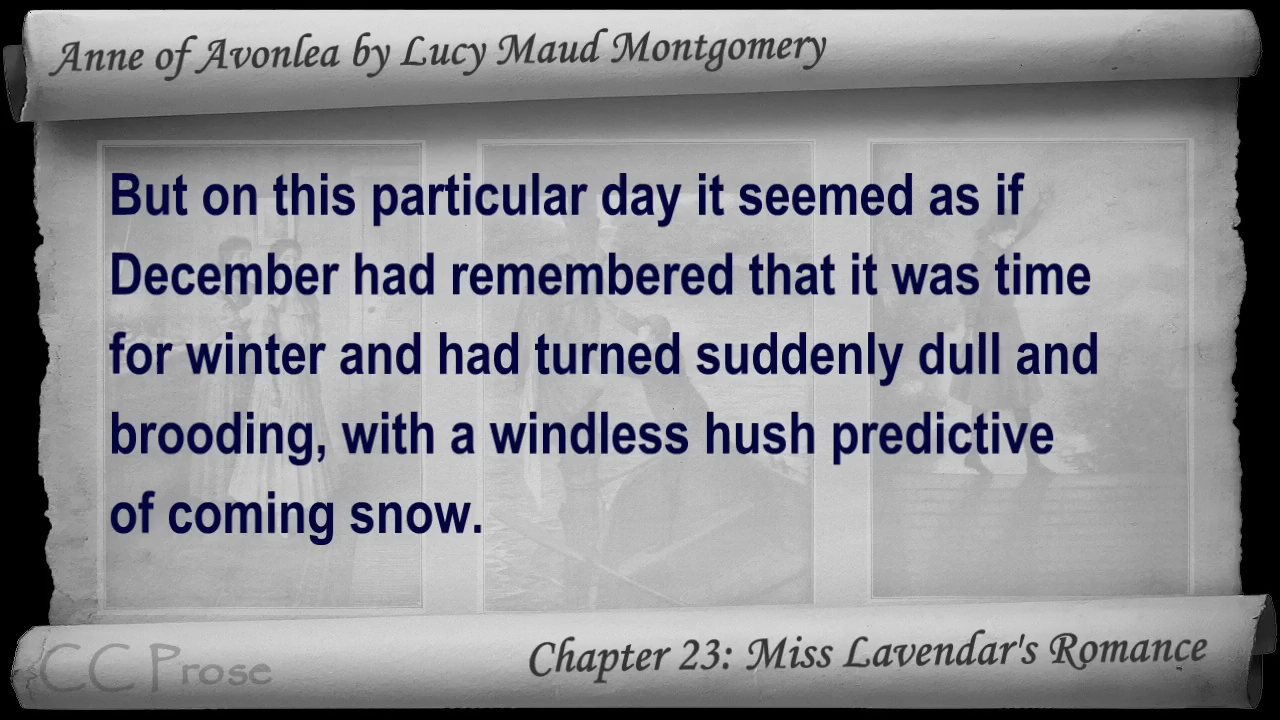 Anne of Avonlea by Lucy Maud Montgomery
But on this particular day it seemed as if
December had remembered that it was time
for winter and had turned suddenly dull and
brooding, with a windless hush predictive
of coming snow.
CC Prose
Chapter 23: Miss Lavendar's Romance